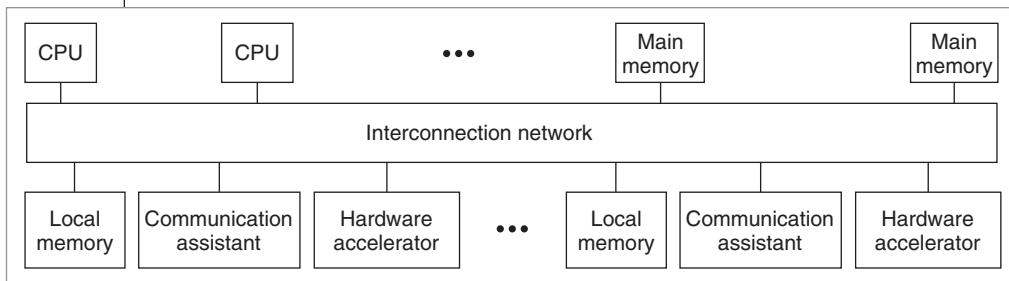 CPU
CPU
•••
Main
memory
Main
memory
Interconnection network
Local
memory
Communication
assistant
Hardware
accelerator
•••
Local
memory
Communication
assistant
Hardware
accelerator